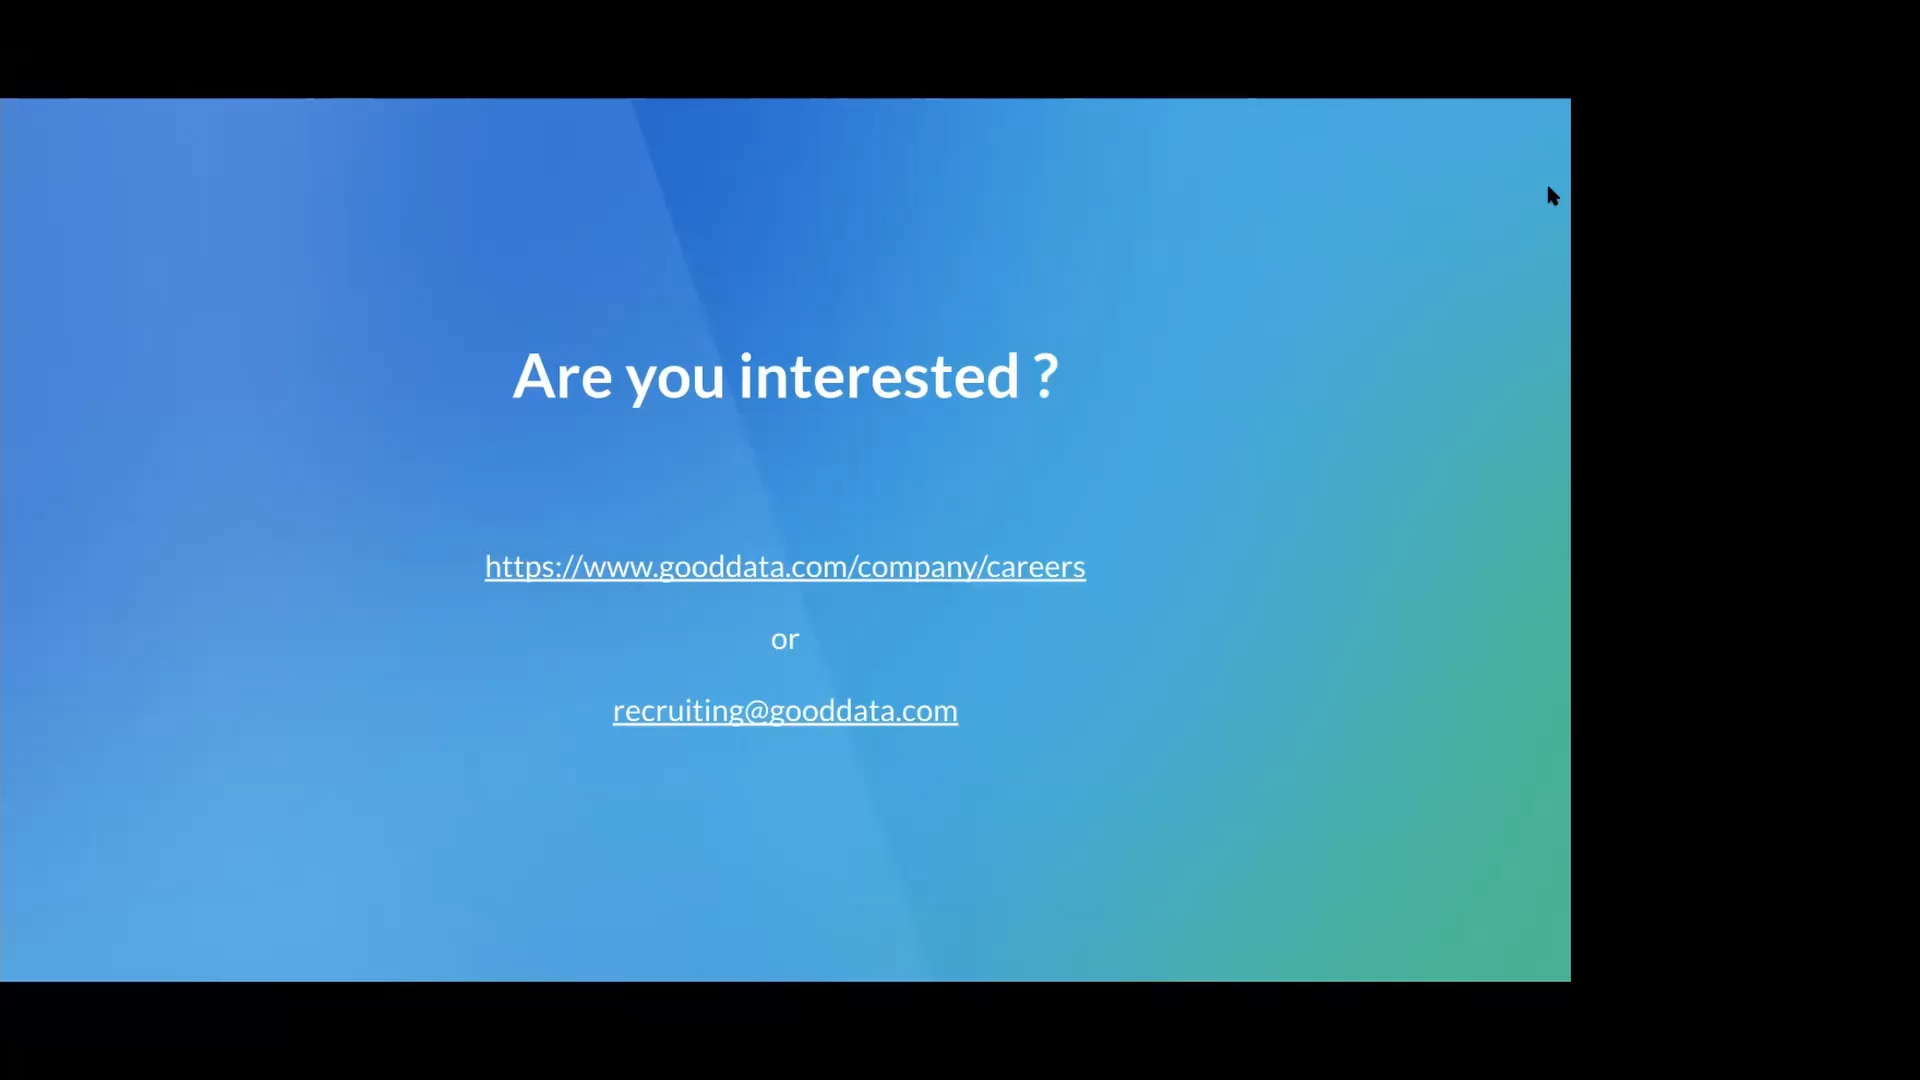 Are you interested ?
https://www.gooddata.com/company/careers
or
recruiting@gooddata.com